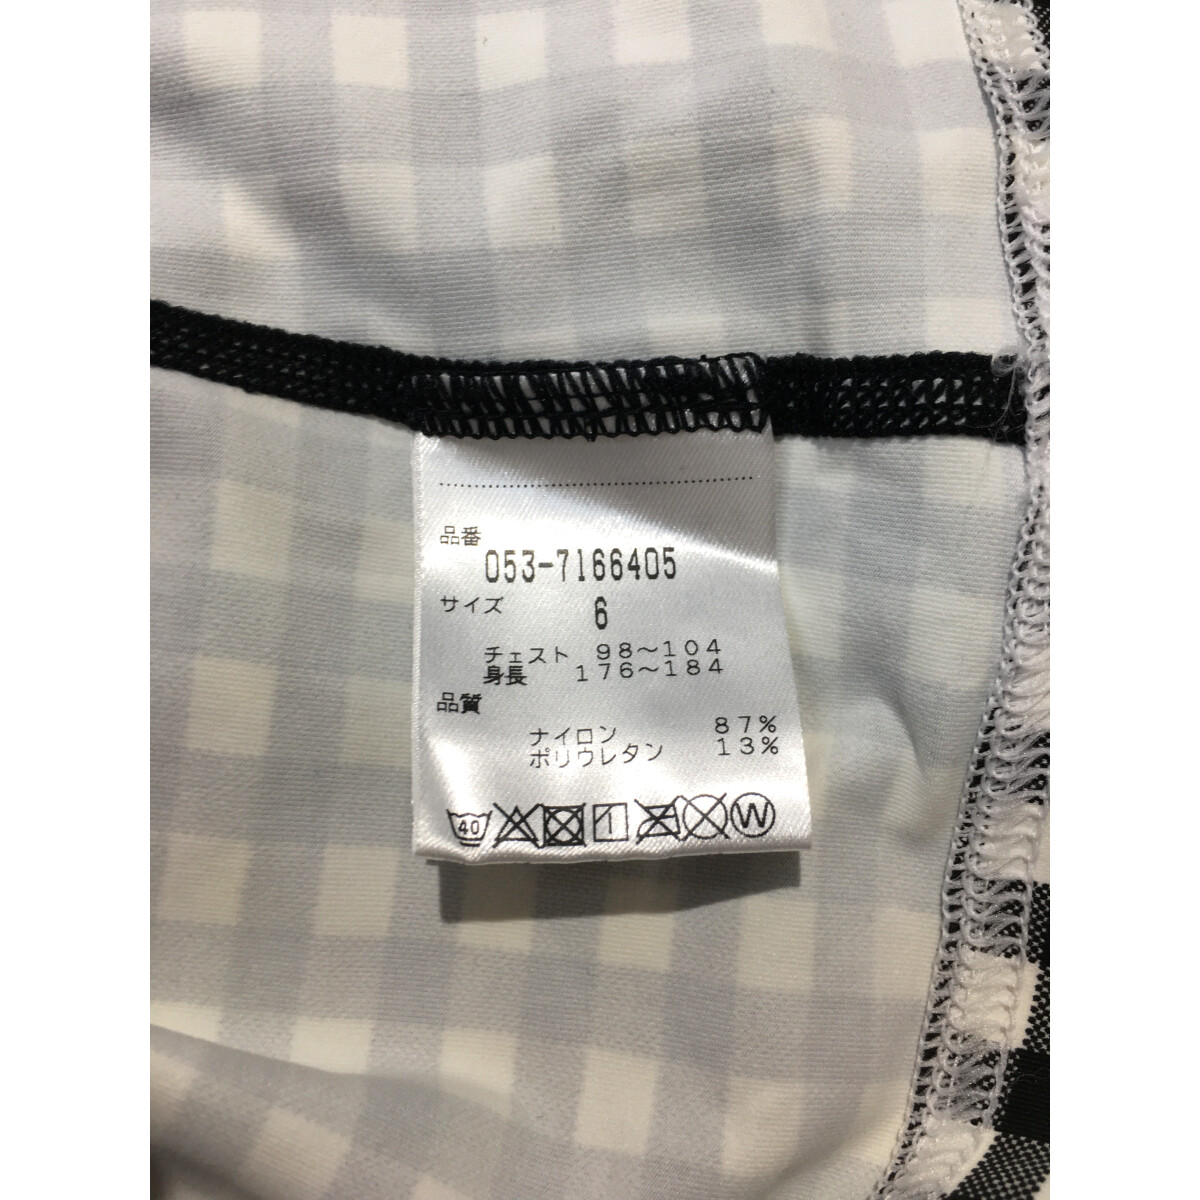 品番
053-7166405
サイズ 6
チェスト 98～104
身長 176～184
品質
ナイロン 87%
ポリウレタン 13%
40 W